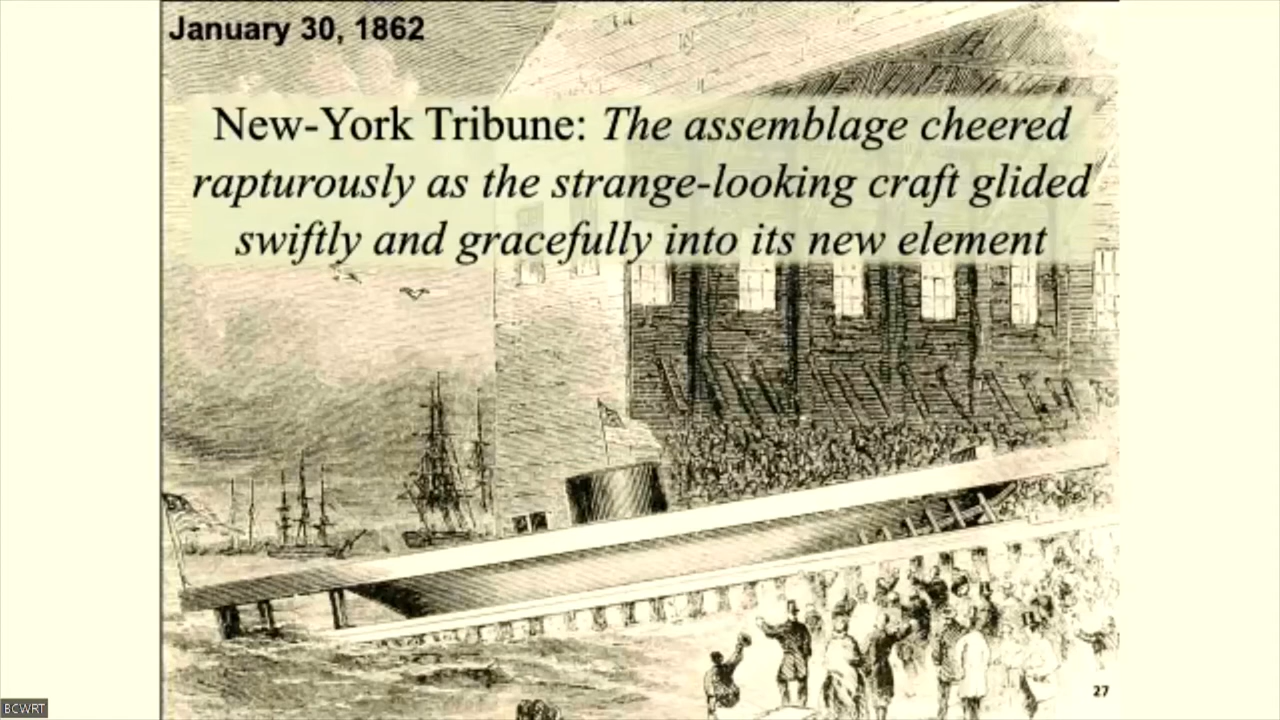 January 30, 1862
New-York Tribune: The assemblage cheered
rapturously as the strange-looking craft glided
swiftly and gracefully into its new element
27
BCWRT